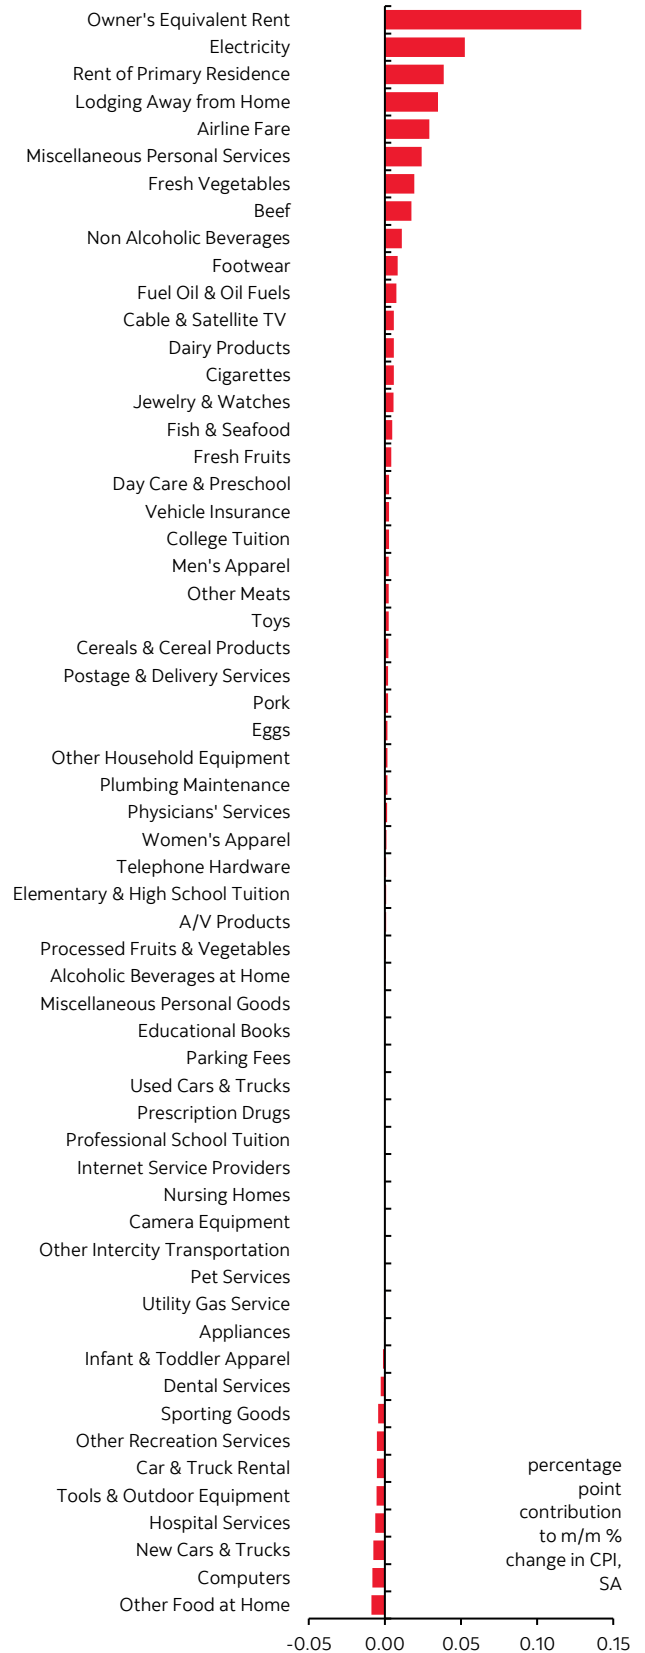 Owner's Equivalent Rent
Electricity
Rent of Primary Residence
Lodging Away from Home
Airline Fare
Miscellaneous Personal Services
Fresh Vegetables
Beef
Non Alcoholic Beverages
Footwear
Fuel Oil & Oil Fuels
Cable & Satellite TV
Dairy Products
Cigarettes
Jewelry & Watches
Fish & Seafood
Fresh Fruits
Day Care & Preschool
Vehicle Insurance
College Tuition
Men's Apparel
Other Meats
Toys
Cereals & Cereal Products
Postage & Delivery Services
Pork
Eggs
Other Household Equipment
Plumbing Maintenance
Physicians' Services
Women's Apparel
Telephone Hardware
Elementary & High School Tuition
A/V Products
Processed Fruits & Vegetables
Alcoholic Beverages at Home
Miscellaneous Personal Goods
Educational Books
Parking Fees
Used Cars & Trucks
Prescription Drugs
Professional School Tuition
Internet Service Providers
Nursing Homes
Camera Equipment
Other Intercity Transportation
Pet Services
Utility Gas Service
Appliances
Infant & Toddler Apparel
Dental Services
Sporting Goods
Other Recreation Services
Car & Truck Rental
Tools & Outdoor Equipment
Hospital Services
New Cars & Trucks
Computers
Other Food at Home
percentage
point
contribution
to m/m %
change in CPI,
SA
-0.05 0.00 0.05 0.10 0.15